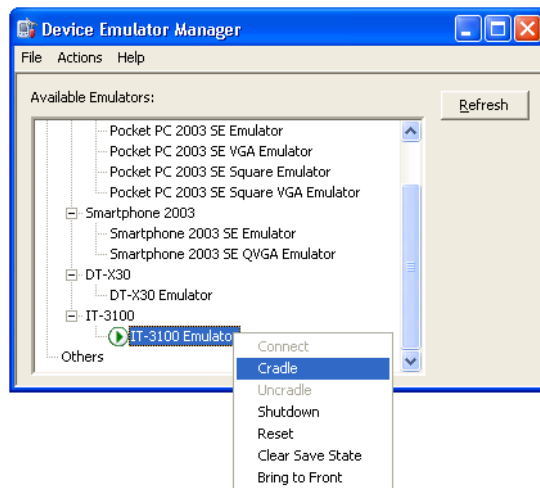 Device Emulator Manager
File Actions Help
Available Emulators:
Refresh
Pocket PC 2003 SE Emulator
Pocket PC 2003 SE VGA Emulator
Pocket PC 2003 SE Square Emulator
Pocket PC 2003 SE Square VGA Emulator
Smartphone 2003
Smartphone 2003 SE Emulator
Smartphone 2003 SE QVGA Emulator
DT-X30
DT-X30 Emulator
IT-3100
IT-3100 Emulator
Others
Connect
Cradle
Uncradle
Shutdown
Reset
Clear Save State
Bring to Front